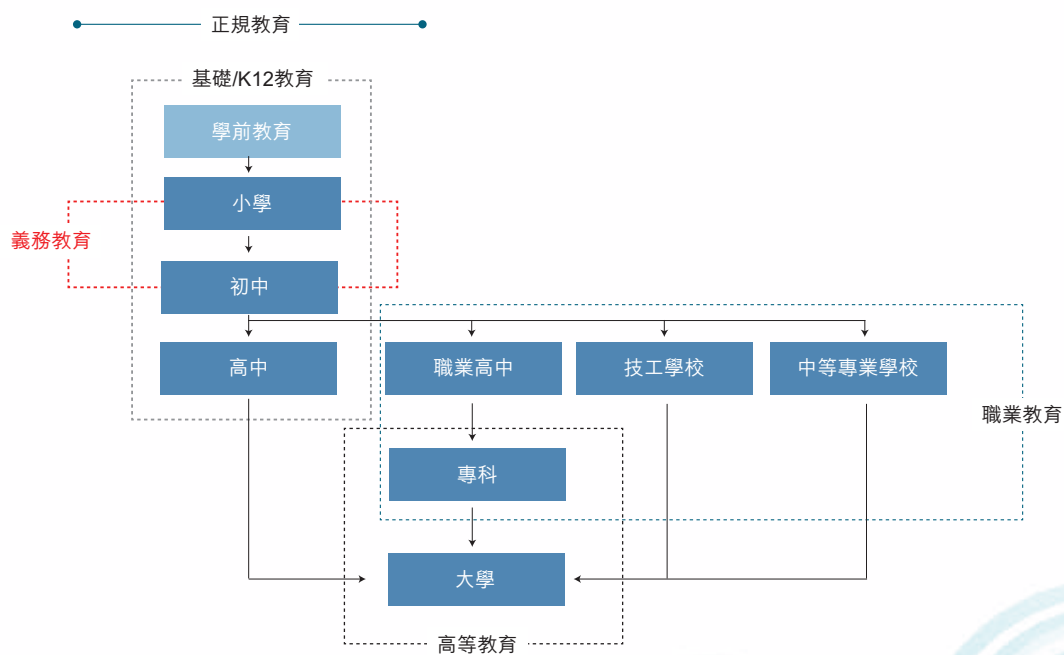 正規教育
基礎/K12教育
學前教育
小學
義務教育
初中
高中
職業高中
技工學校
中等專業學校
職業教育
專科
大學
高等教育